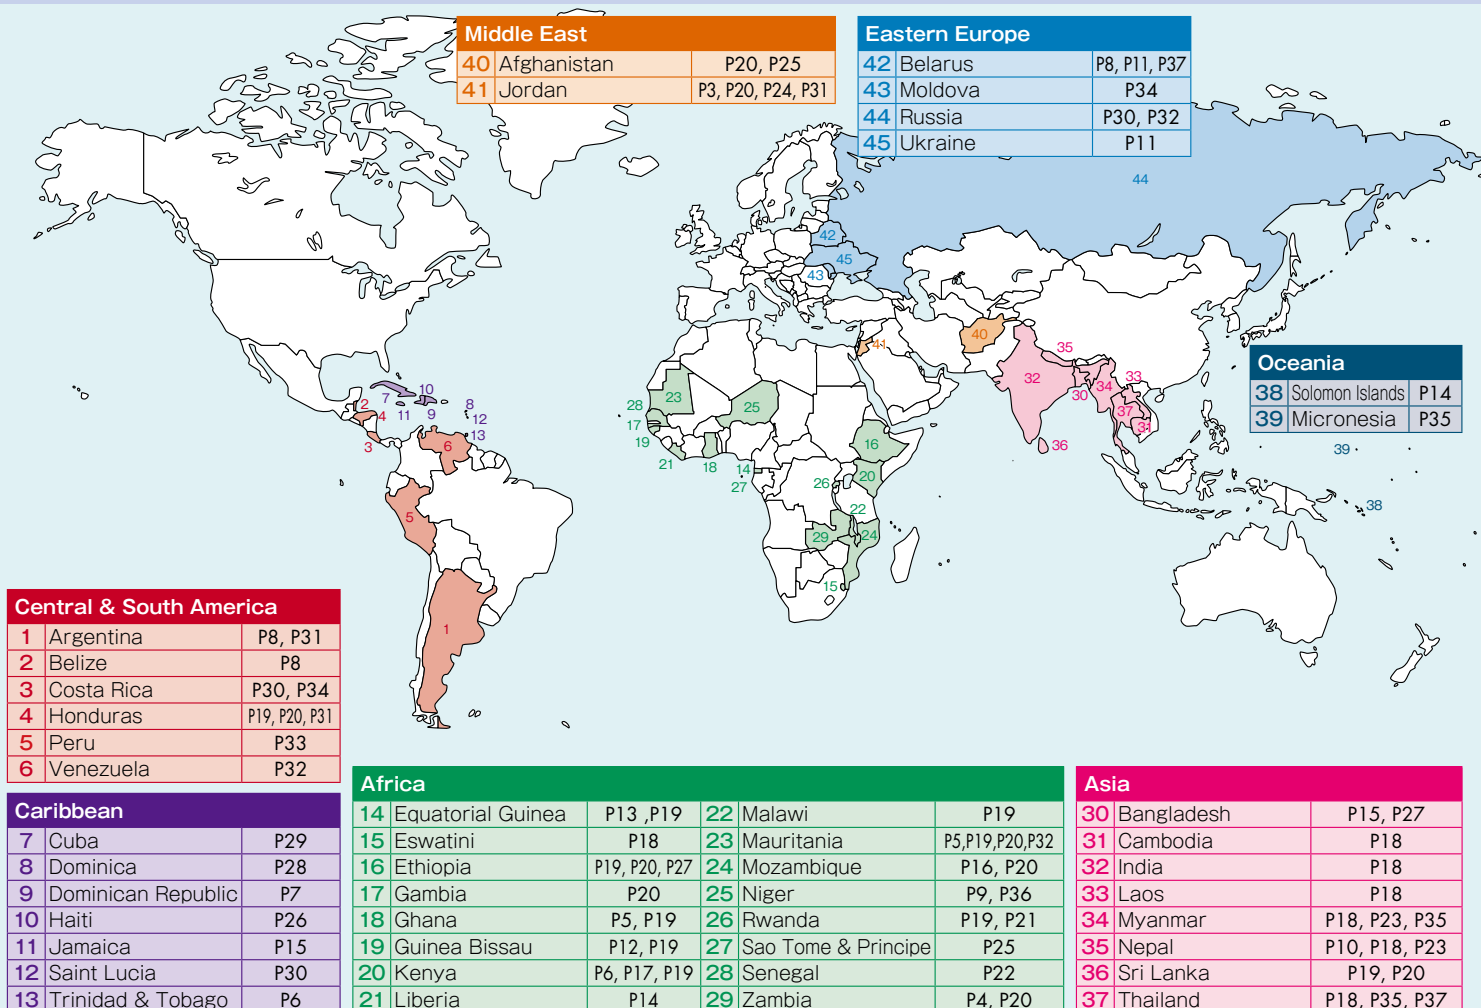 Middle East
40 Afghanistan P20, P25
41 Jordan P3, P20, P24, P31
Eastern Europe
42 Belarus P8, P11, P37
43 Moldova P34
44 Russia P30, P32
45 Ukraine P11
44
42
45
43
40
41
35
32
33
34
30
37
31
36
Oceania
38 Solomon Islands P14
39 Micronesia P35
39
38
10
7
8
2
4
11
9
12
13
3
6
5
1
23
28
25
17
19
16
21
18
14
27
26
20
22
29
24
15
Central & South America
1 Argentina P8, P31
2 Belize P8
3 Costa Rica P30, P34
4 Honduras P19, P20, P31
5 Peru P33
6 Venezuela P32
Caribbean
7 Cuba P29
8 Dominica P28
9 Dominican Republic P7
10 Haiti P26
11 Jamaica P15
12 Saint Lucia P30
13 Trinidad & Tobago P6
Africa
14 Equatorial Guinea P13 ,P19 22 Malawi P19
15 Eswatini P18 23 Mauritania P5,P19,P20,P32
16 Ethiopia P19, P20, P27 24 Mozambique P16, P20
17 Gambia P20 25 Niger P9, P36
18 Ghana P5, P19 26 Rwanda P19, P21
19 Guinea Bissau P12, P19 27 Sao Tome & Principe P25
20 Kenya P6, P17, P19 28 Senegal P22
21 Liberia P14 29 Zambia P4, P20
Asia
30 Bangladesh P15, P27
31 Cambodia P18
32 India P18
33 Laos P18
34 Myanmar P18, P23, P35
35 Nepal P10, P18, P23
36 Sri Lanka P19, P20
37 Thailand P18, P35, P37